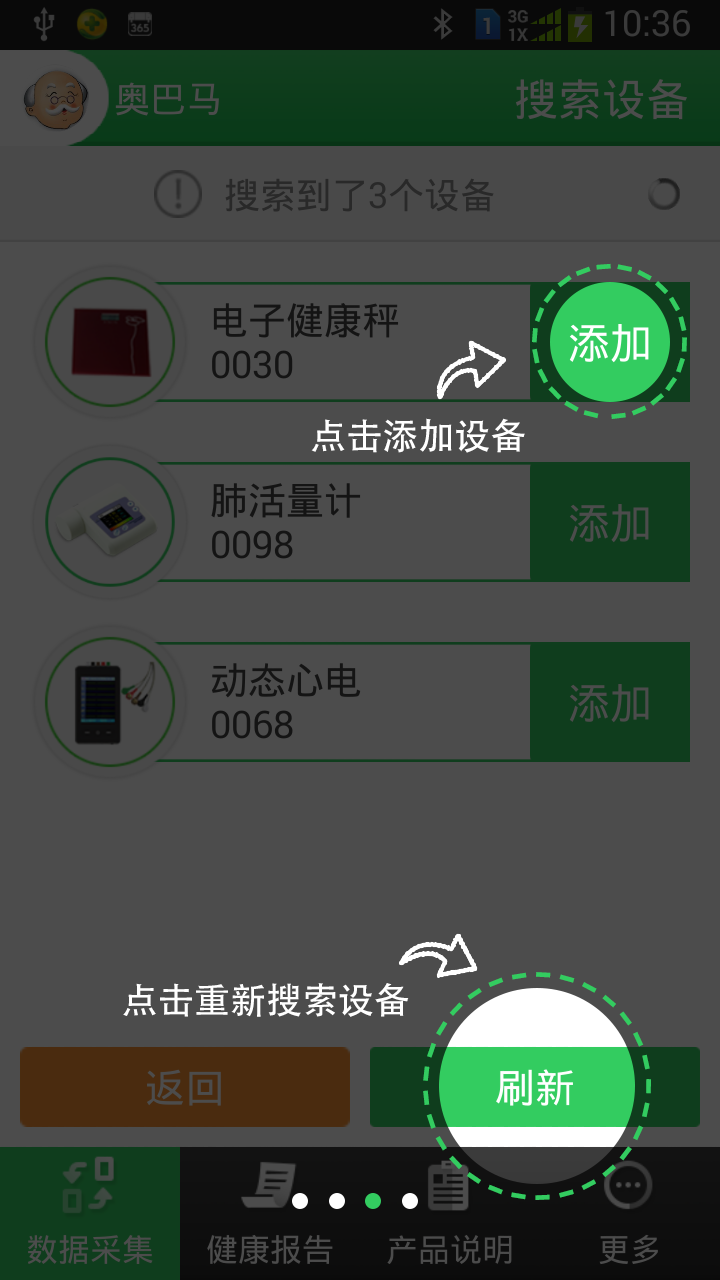 365
1
3G
1X
10:36
奥巴马
搜索设备
搜索到了3个设备
电子健康秤
0030
添加
点击添加设备
肺活量计
0098
添加
动态心电
0068
添加
点击重新搜索设备
返回
刷新
数据采集
健康报告
产品说明
更多